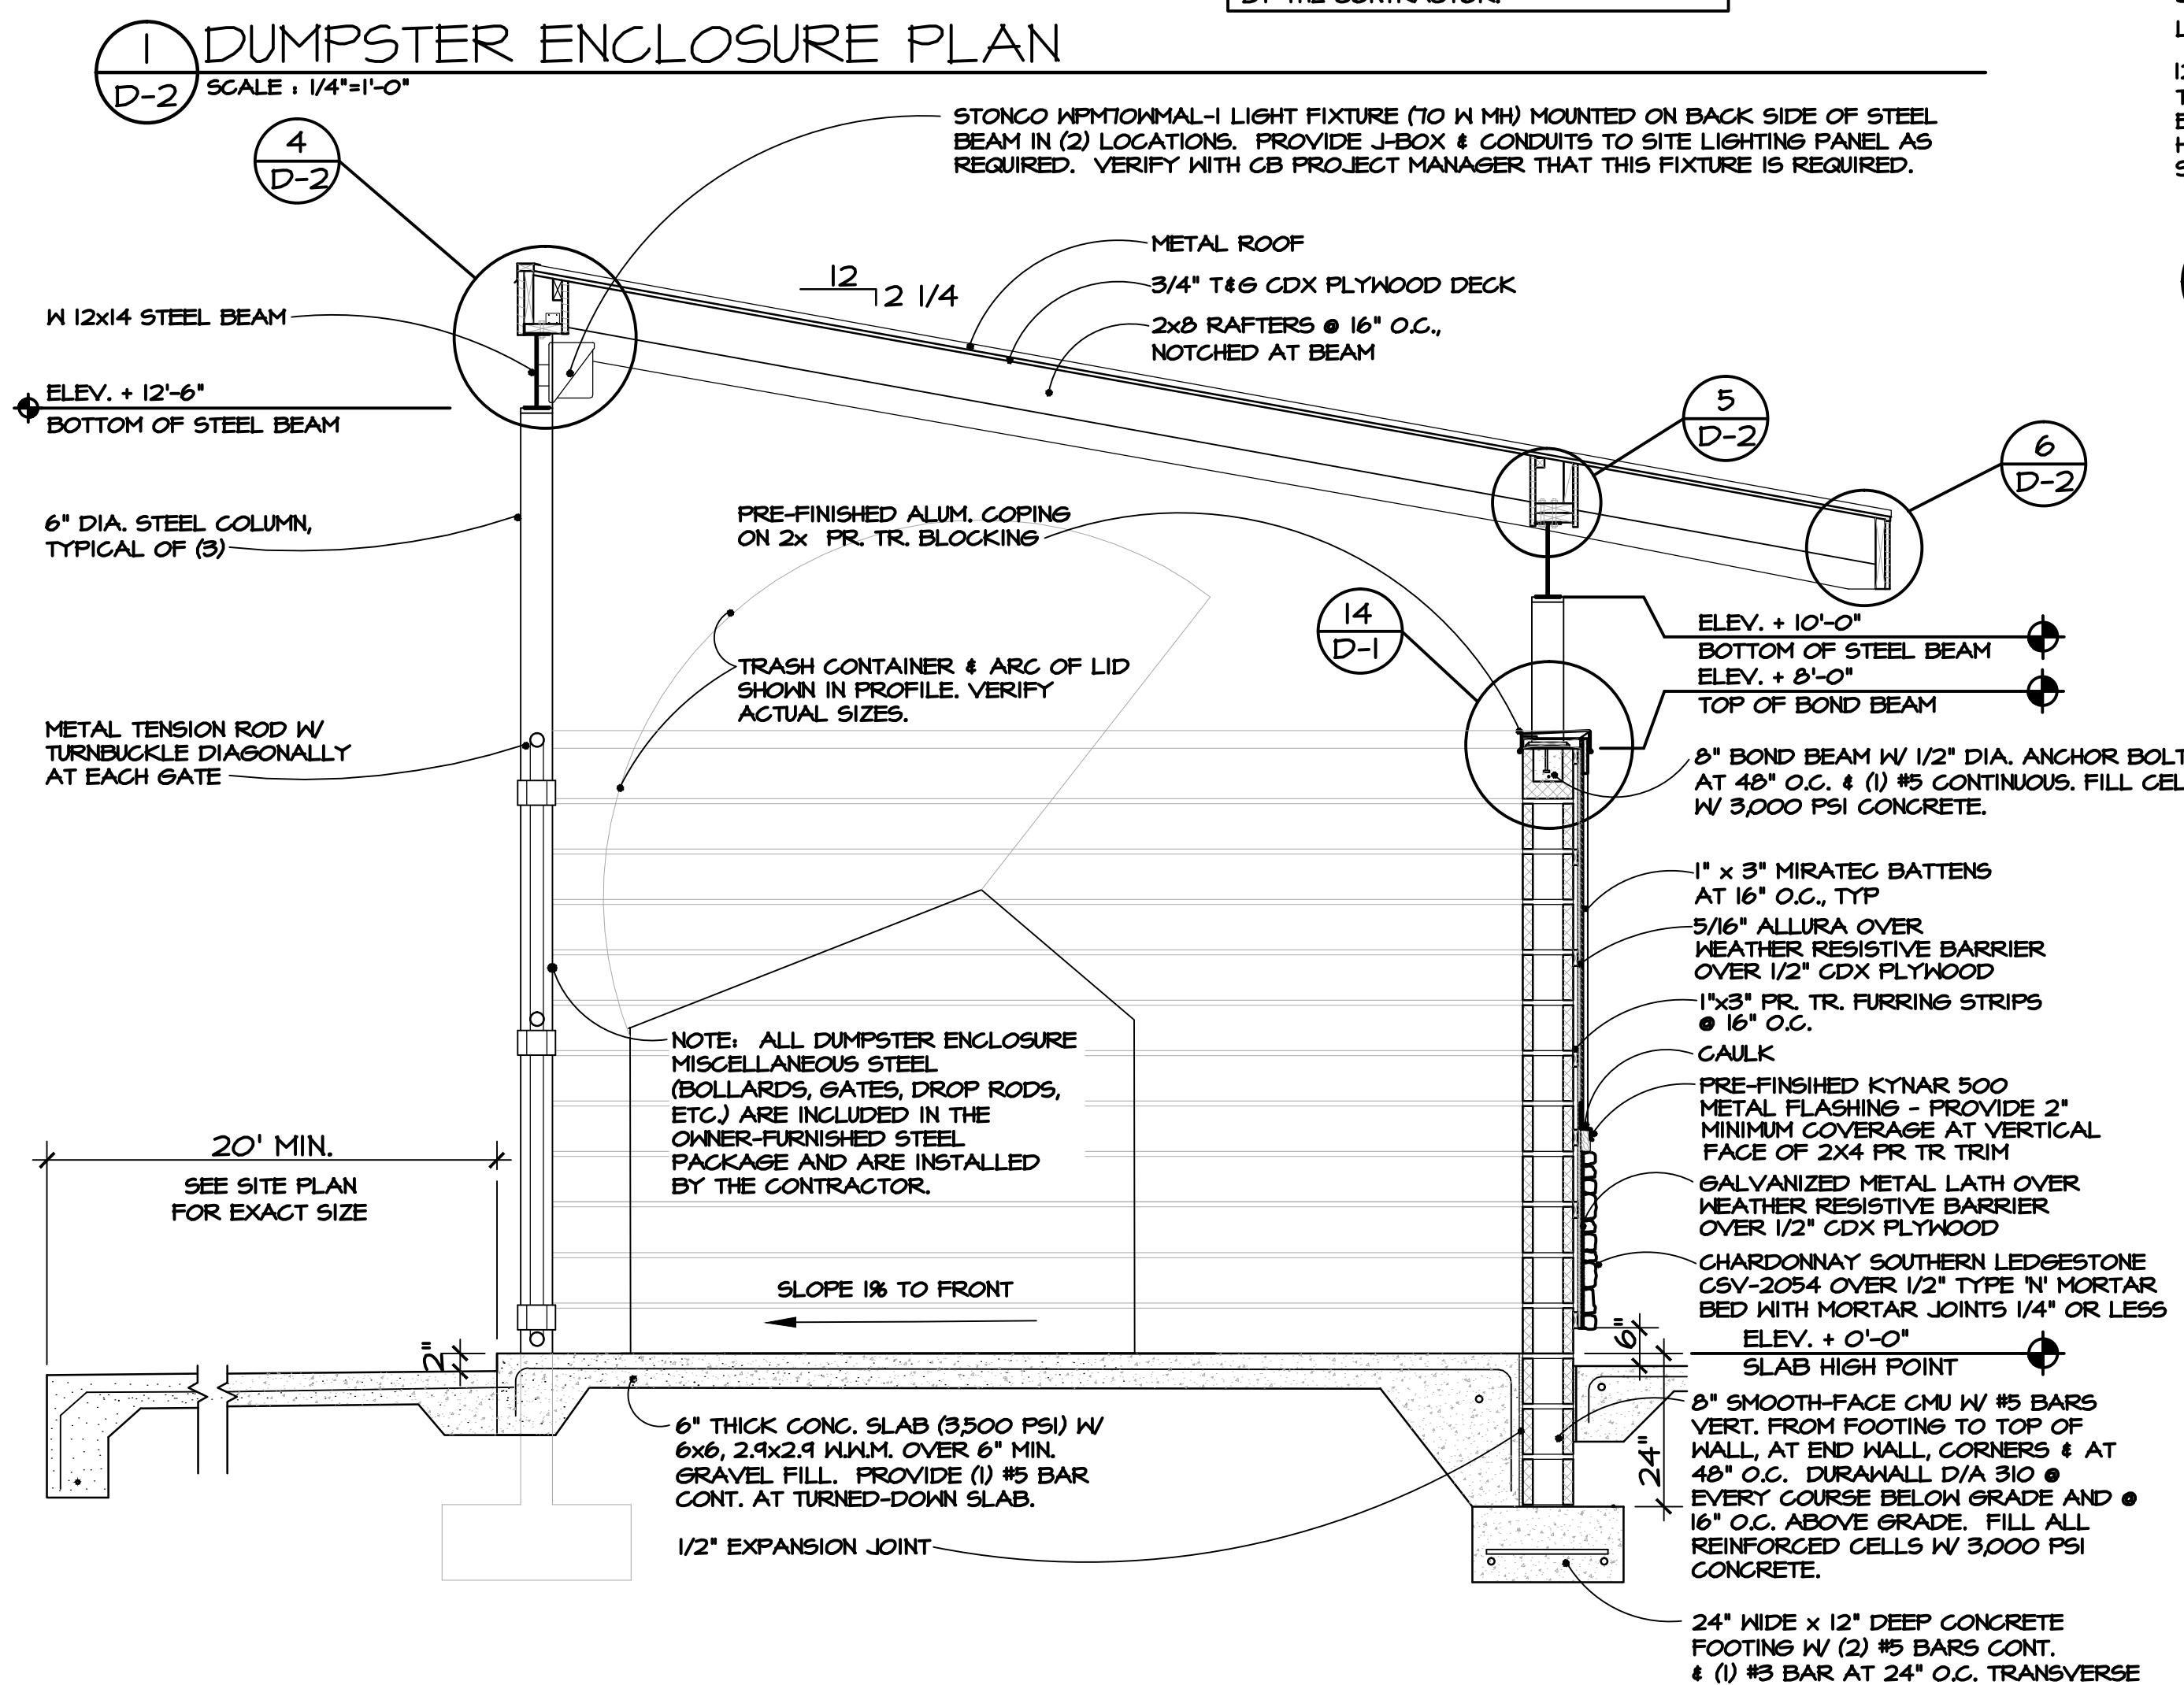 BY THE CONTRACTOR.
1
D-2
DUMPSTER ENCLOSURE PLAN
SCALE : 1/4"=1'-0"
4
D-2
STONCO WPM70WMAL-1 LIGHT FIXTURE (70 W MH) MOUNTED ON BACK SIDE OF STEEL
BEAM IN (2) LOCATIONS. PROVIDE J-BOX & CONDUITS TO SITE LIGHTING PANEL AS
REQUIRED. VERIFY WITH CB PROJECT MANAGER THAT THIS FIXTURE IS REQUIRED.
METAL ROOF
12
2 1/4
3/4" T&G CDX PLYWOOD DECK
2x8 RAFTERS @ 16" O.C.,
NOTCHED AT BEAM
W 12x14 STEEL BEAM
ELEV. + 12'-6"
BOTTOM OF STEEL BEAM
5
D-2
6
D-2
6" DIA. STEEL COLUMN,
TYPICAL OF (3)
PRE-FINISHED ALUM. COPING
ON 2x PR. TR. BLOCKING
14
D-1
ELEV. + 10'-0"
BOTTOM OF STEEL BEAM
ELEV. + 8'-0"
TOP OF BOND BEAM
TRASH CONTAINER & ARC OF LID
SHOWN IN PROFILE. VERIFY
ACTUAL SIZES.
METAL TENSION ROD W/
TURNBUCKLE DIAGONALLY
AT EACH GATE
8" BOND BEAM W/ 1/2" DIA. ANCHOR BOLT
AT 48" O.C. & (1) #5 CONTINUOUS. FILL CEL
W/ 3,000 PSI CONCRETE.
1" x 3" MIRATEC BATTENS
AT 16" O.C., TYP
5/16" ALLURA OVER
WEATHER RESISTIVE BARRIER
OVER 1/2" CDX PLYWOOD
1"x3" PR. TR. FURRING STRIPS
@ 16" O.C.
CAULK
PRE-FINSIHED KYNAR 500
METAL FLASHING - PROVIDE 2"
MINIMUM COVERAGE AT VERTICAL
FACE OF 2X4 PR TR TRIM
NOTE: ALL DUMPSTER ENCLOSURE
MISCELLANEOUS STEEL
(BOLLARDS, GATES, DROP RODS,
ETC.) ARE INCLUDED IN THE
OWNER-FURNISHED STEEL
PACKAGE AND ARE INSTALLED
BY THE CONTRACTOR.
20' MIN.
SEE SITE PLAN
FOR EXACT SIZE
GALVANIZED METAL LATH OVER
WEATHER RESISTIVE BARRIER
OVER 1/2" CDX PLYWOOD
CHARDONNAY SOUTHERN LEDGESTONE
CSV-2054 OVER 1/2" TYPE 'N' MORTAR
BED WITH MORTAR JOINTS 1/4" OR LESS
SLOPE 1% TO FRONT
2"
6"
ELEV. + 0'-0"
SLAB HIGH POINT
24"
8" SMOOTH-FACE CMU W/ #5 BARS
VERT. FROM FOOTING TO TOP OF
WALL, AT END WALL, CORNERS & AT
48" O.C. DURAWALL D/A 310 @
EVERY COURSE BELOW GRADE AND @
16" O.C. ABOVE GRADE. FILL ALL
REINFORCED CELLS W/ 3,000 PSI
CONCRETE.
6" THICK CONC. SLAB (3,500 PSI) W/
6x6, 2.9x2.9 W.W.M. OVER 6" MIN.
GRAVEL FILL. PROVIDE (1) #5 BAR
CONT. AT TURNED-DOWN SLAB.
1/2" EXPANSION JOINT
24" WIDE x 12" DEEP CONCRETE
FOOTING W/ (2) #5 BARS CONT.
& (1) #3 BAR AT 24" O.C. TRANSVERSE